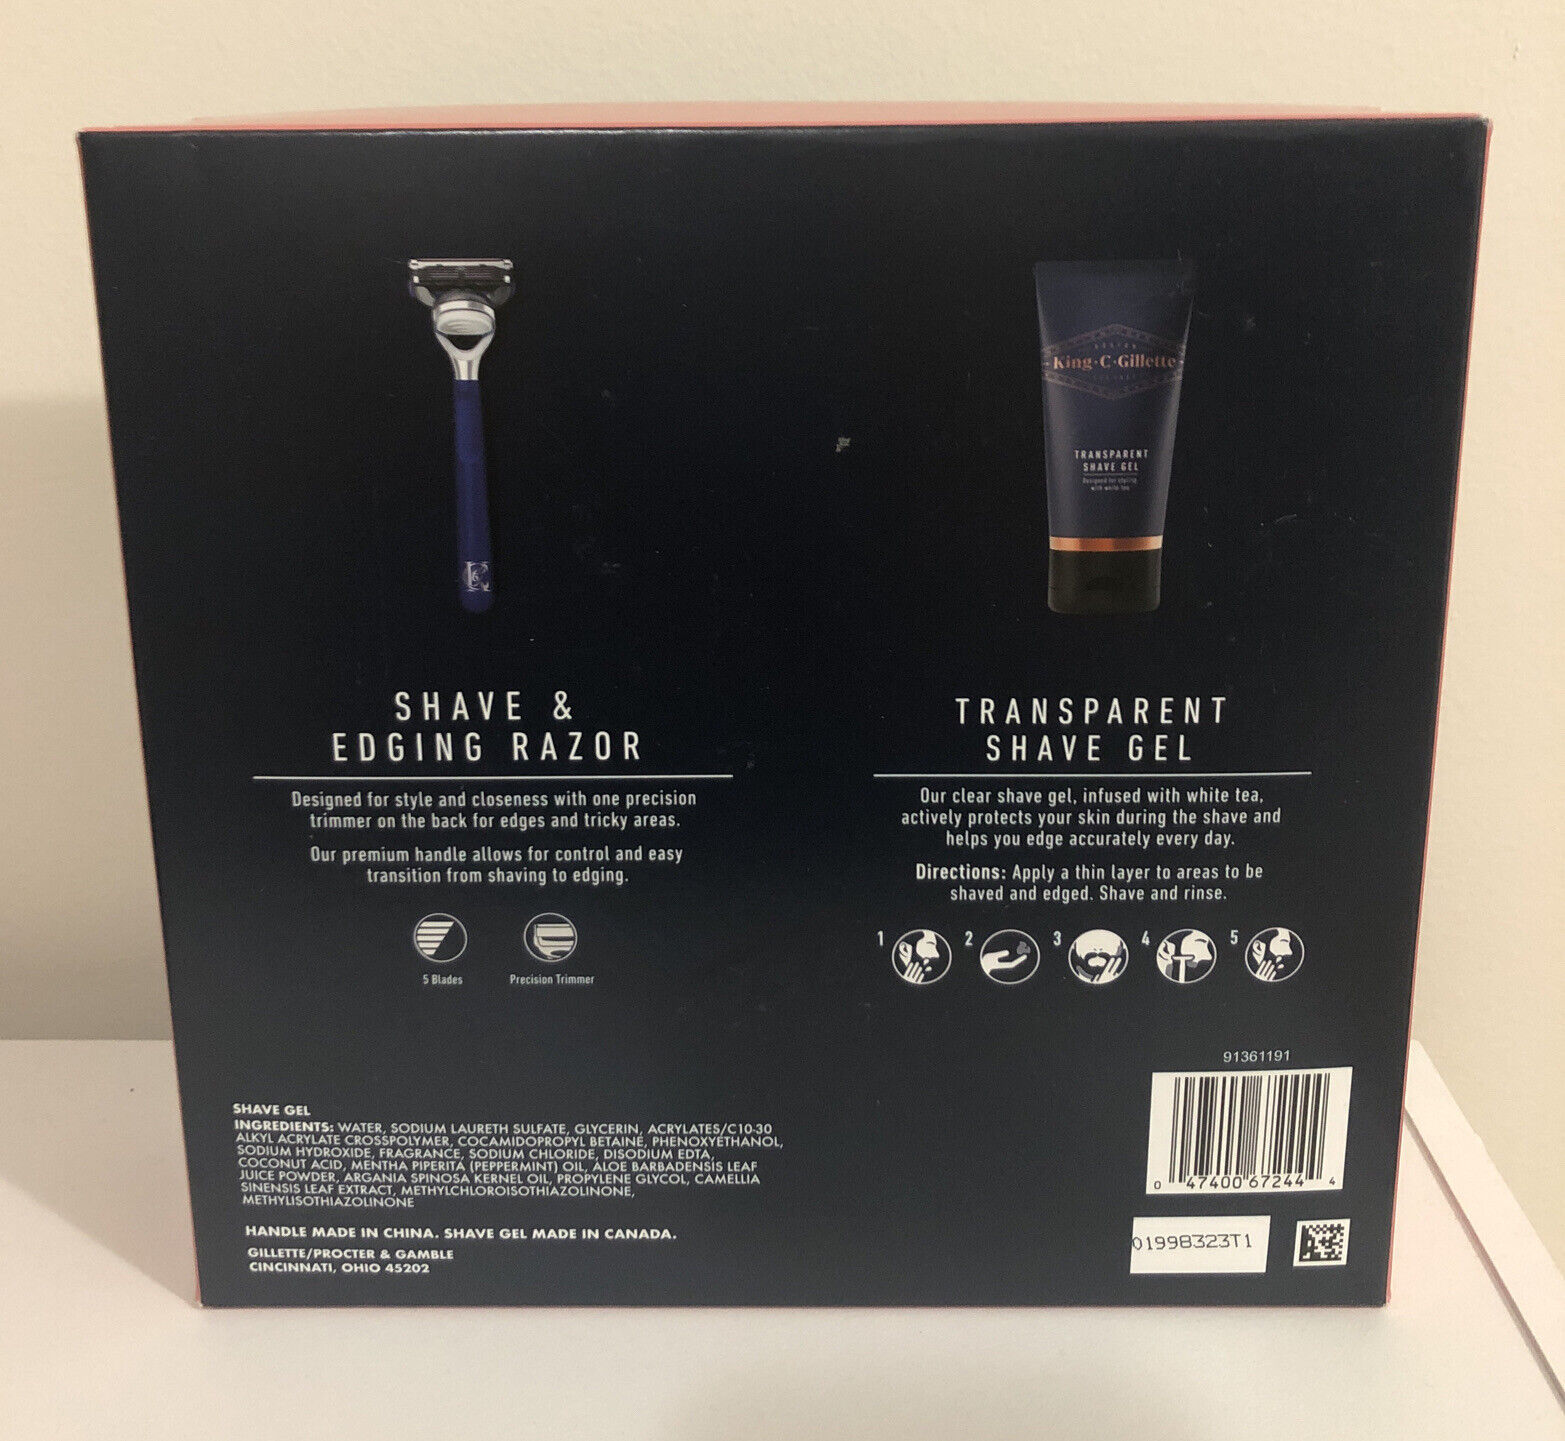 King · C · Gillette
TRANSPARENT
SHAVE GEL
Designed for styling
with white tea
SHAVE &
EDGING RAZOR
Designed for style and closeness with one precision
trimmer on the back for edges and tricky areas.
Our premium handle allows for control and easy
transition from shaving to edging.
5 Blades
Precision Trimmer
TRANSPARENT
SHAVE GEL
Our clear shave gel, infused with white tea,
actively protects your skin during the shave and
helps you edge accurately every day.
Directions: Apply a thin layer to areas to be
shaved and edged. Shave and rinse.
1 2 3 4 5
SHAVE GEL
INGREDIENTS: WATER, SODIUM LAURETH SULFATE, GLYCERIN, ACRYLATES/C10-30
ALKYL ACRYLATE CROSSPOLYMER, COCAMIDOPROPYL BETAINE, PHENOXYETHANOL,
SODIUM HYDROXIDE, FRAGRANCE, SODIUM CHLORIDE, DISODIUM EDTA,
COCONUT ACID, MENTHA PIPERITA (PEPPERMINT) OIL, ALOE BARBADENSIS LEAF
JUICE POWDER, ARGANIA SPINOSA KERNEL OIL, PROPYLENE GLYCOL, CAMELLIA
SINENSIS LEAF EXTRACT, METHYLCHLOROISOTHIAZOLINONE,
METHYLISOTHIAZOLINONE
HANDLE MADE IN CHINA. SHAVE GEL MADE IN CANADA.
GILLETTE/PROCTER & GAMBLE
CINCINNATI, OHIO 45202
91361191
0 47400 67244 4
01998323T1